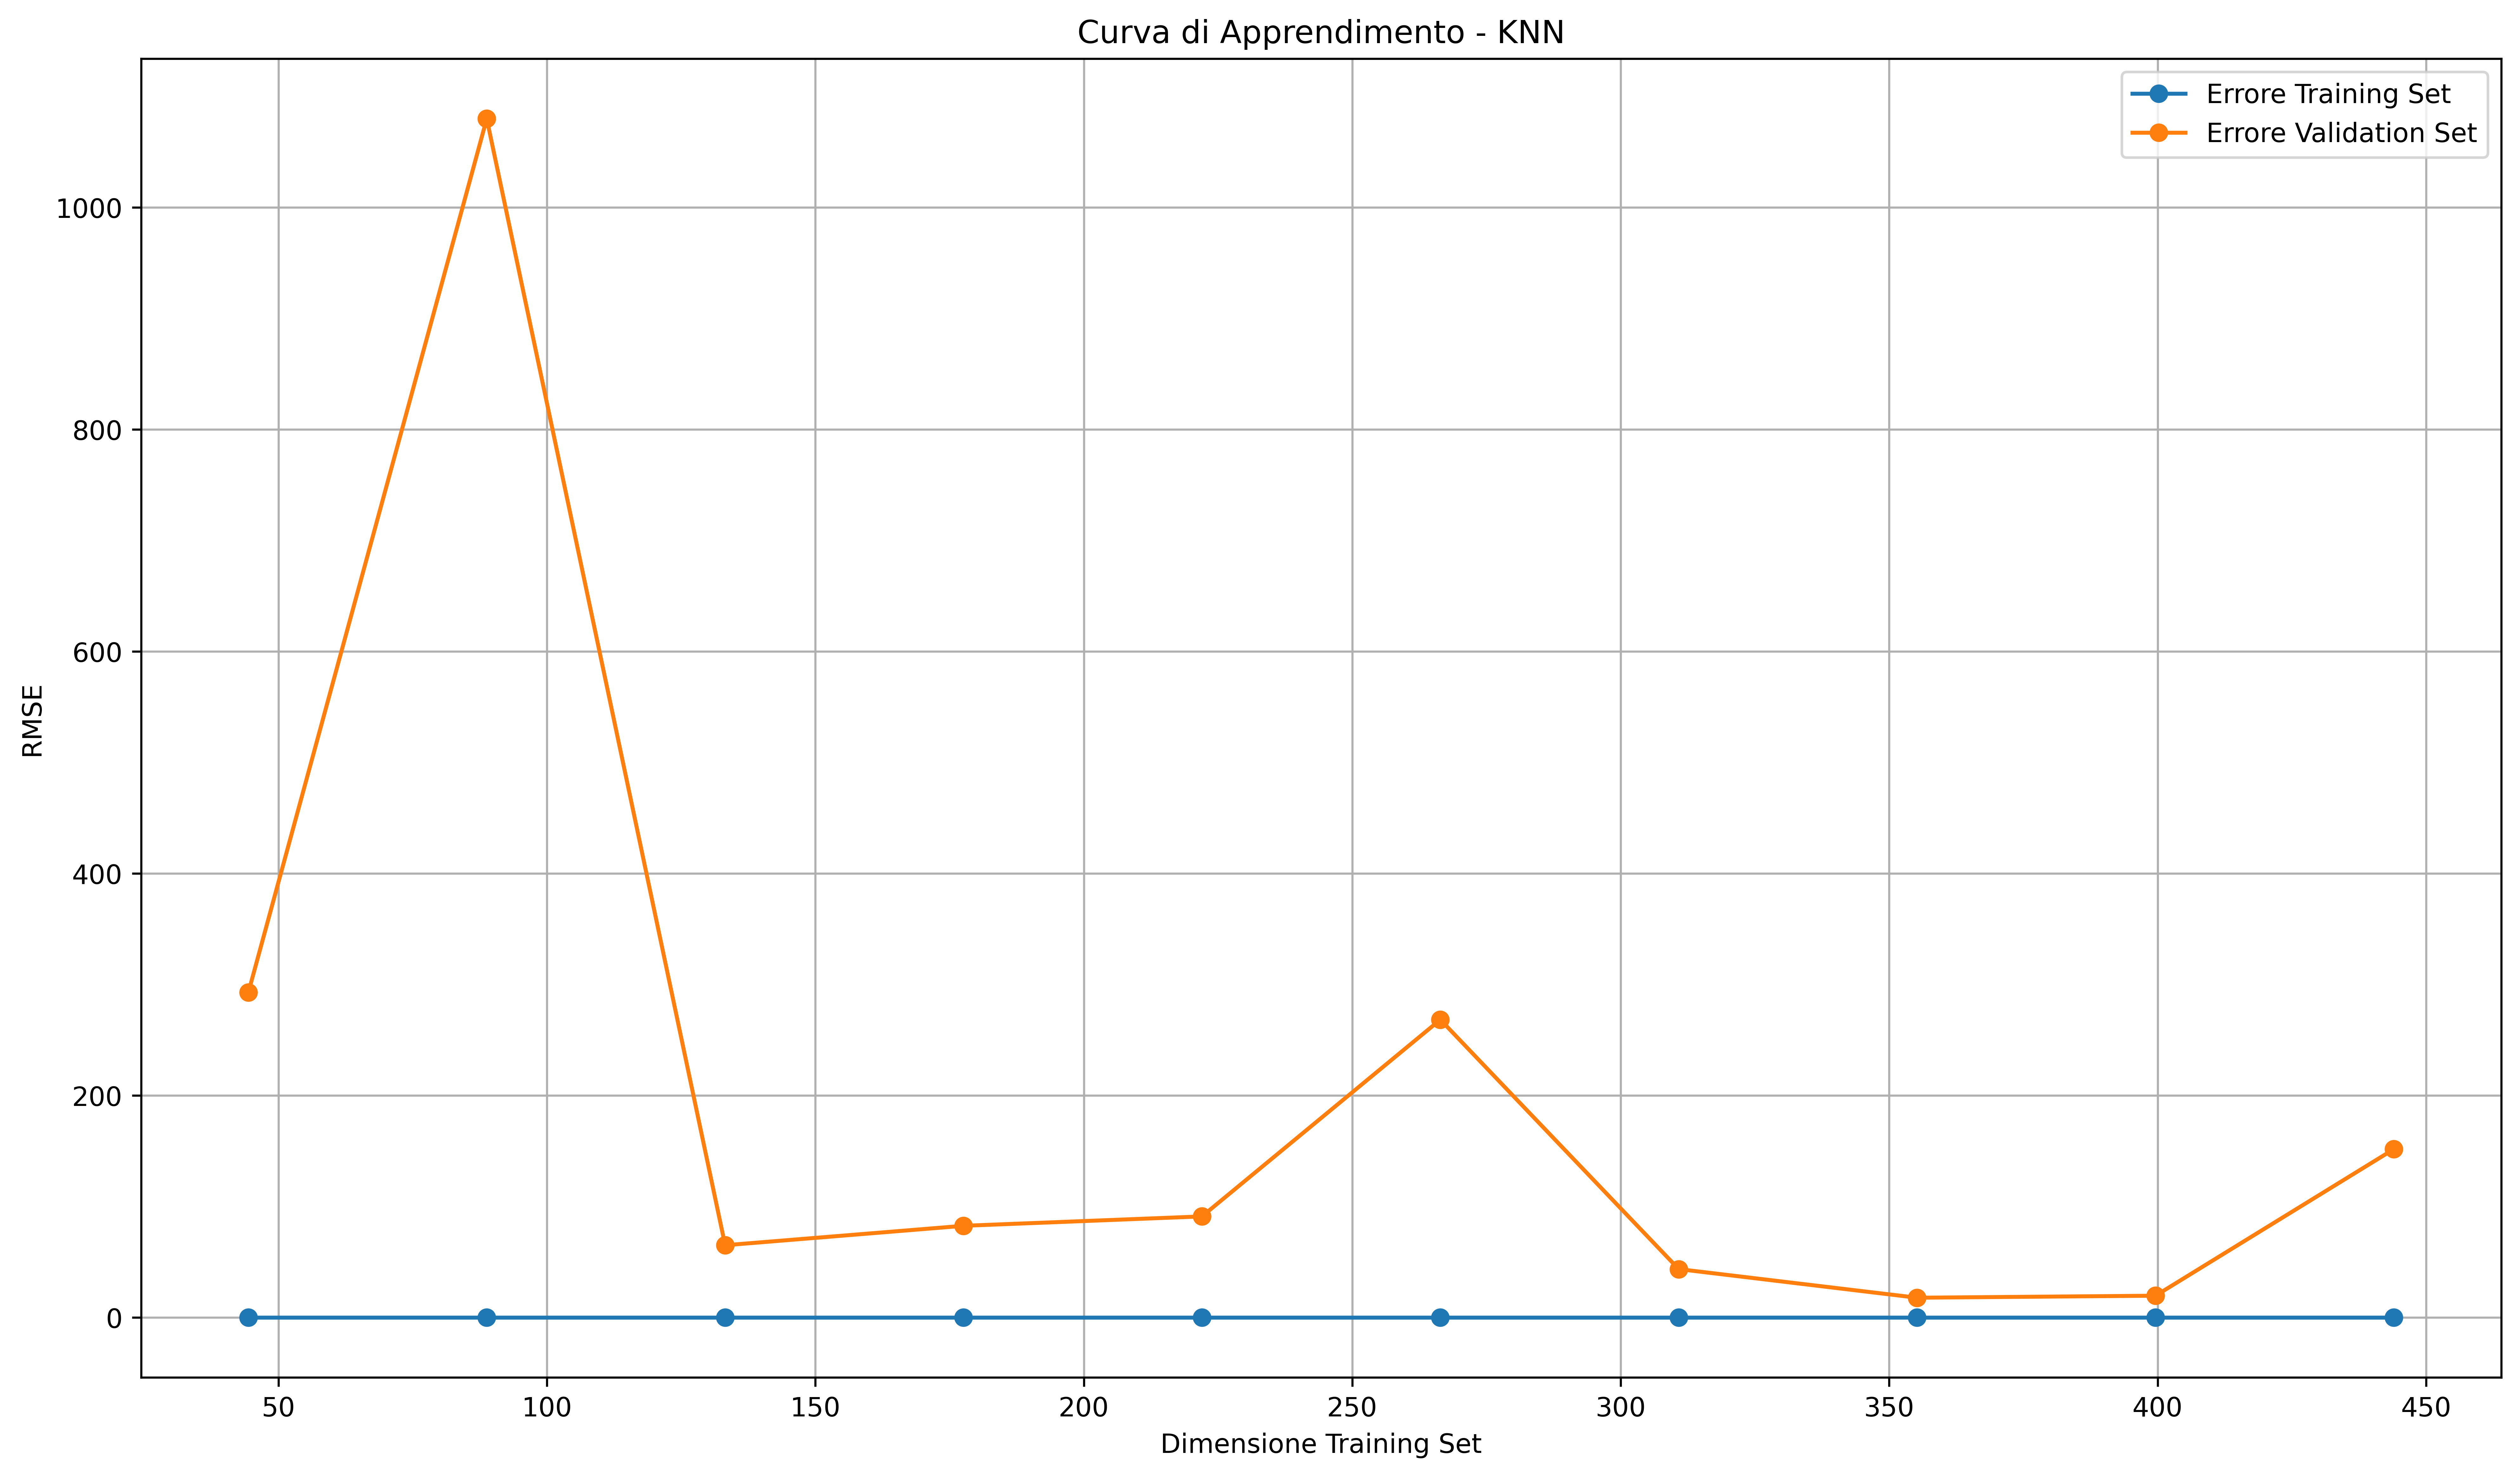 Curva di Apprendimento - KNN
Errore Training Set
Errore Validation Set
1000
800
600
400
200
0
RMSE
50 100 150 200 250 300 350 400 450
Dimensione Training Set